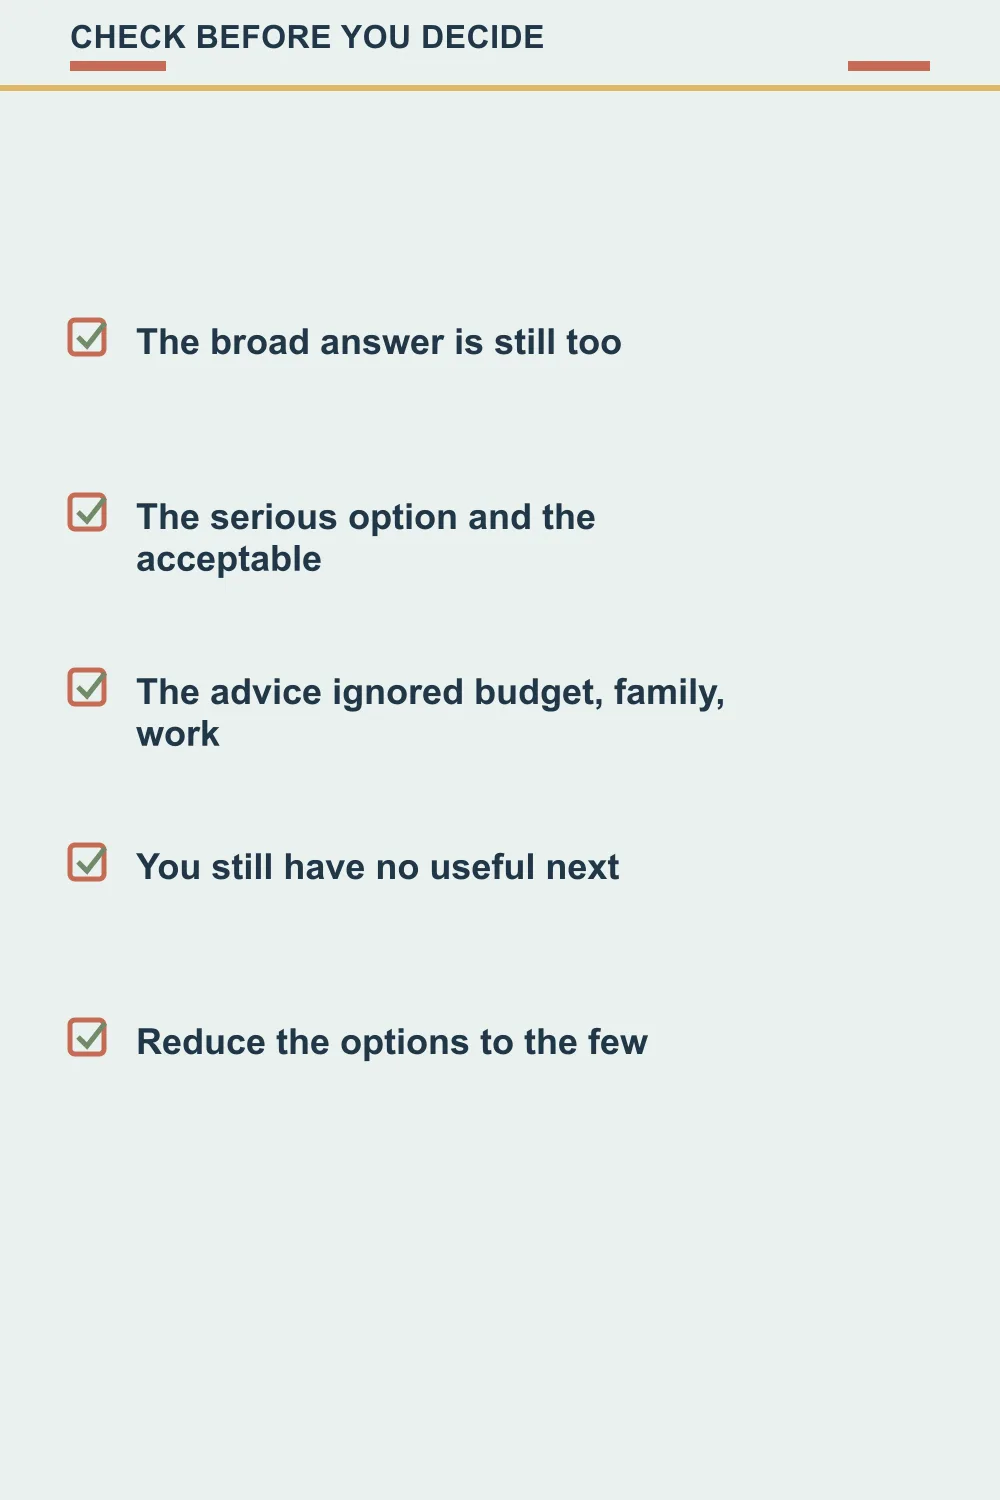 CHECK BEFORE YOU DECIDE
The broad answer is still too
The serious option and the
acceptable
The advice ignored budget, family,
work
You still have no useful next
Reduce the options to the few